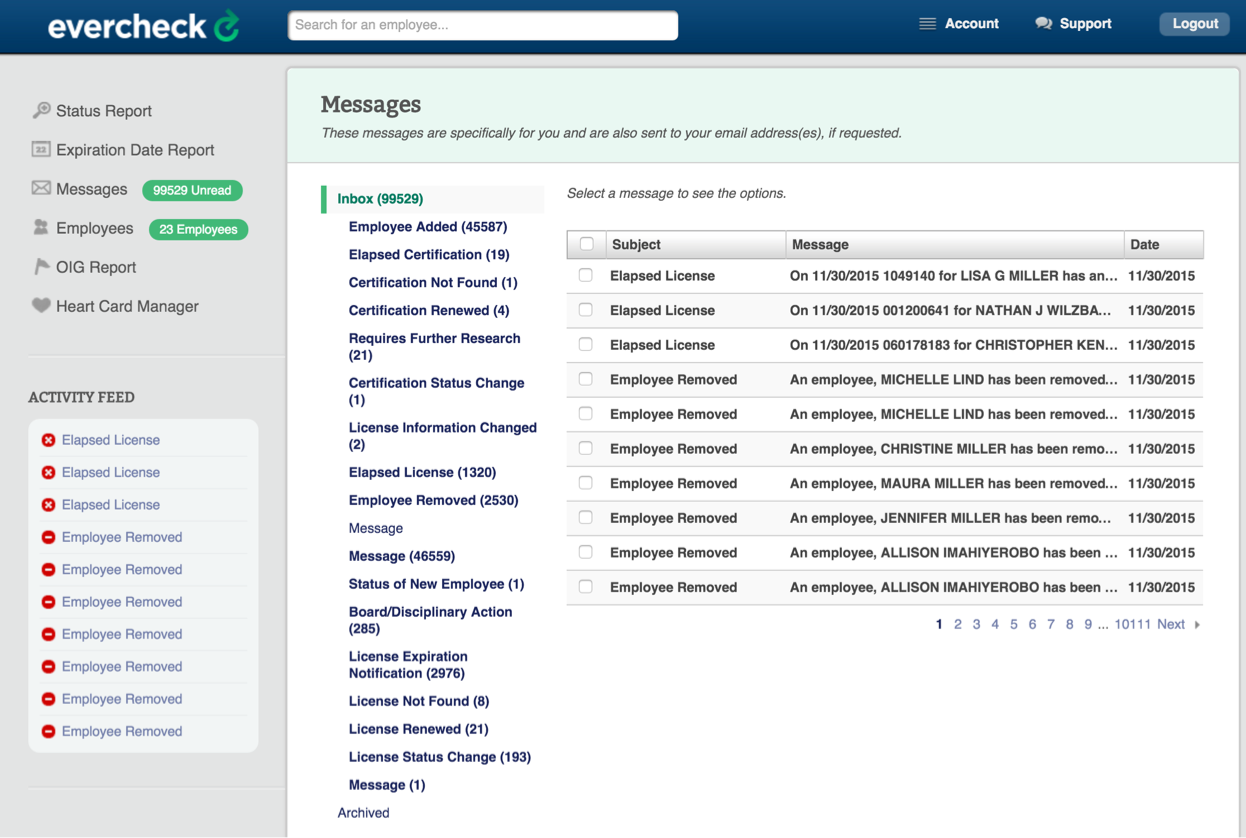 evercheck
Search for an employee...
Account
Support
Logout
Status Report
23 Expiration Date Report
Messages 99529 Unread
Employees 23 Employees
OIG Report
Heart Card Manager
ACTIVITY FEED
Elapsed License
Elapsed License
Elapsed License
Employee Removed
Employee Removed
Employee Removed
Employee Removed
Employee Removed
Employee Removed
Employee Removed
Messages
These messages are specifically for you and are also sent to your email address(es), if requested.
Inbox (99529)
Employee Added (45587)
Elapsed Certification (19)
Certification Not Found (1)
Certification Renewed (4)
Requires Further Research
(21)
Certification Status Change
(1)
License Information Changed
(2)
Elapsed License (1320)
Employee Removed (2530)
Message
Message (46559)
Status of New Employee (1)
Board/Disciplinary Action
(285)
License Expiration
Notification (2976)
License Not Found (8)
License Renewed (21)
License Status Change (193)
Message (1)
Archived
Select a message to see the options.
Subject Message Date
Elapsed License On 11/30/2015 1049140 for LISA G MILLER has an... 11/30/2015
Elapsed License On 11/30/2015 001200641 for NATHAN J WILZBA... 11/30/2015
Elapsed License On 11/30/2015 060178183 for CHRISTOPHER KEN... 11/30/2015
Employee Removed An employee, MICHELLE LIND has been removed... 11/30/2015
Employee Removed An employee, MICHELLE LIND has been removed... 11/30/2015
Employee Removed An employee, CHRISTINE MILLER has been remo... 11/30/2015
Employee Removed An employee, MAURA MILLER has been removed... 11/30/2015
Employee Removed An employee, JENNIFER MILLER has been remo... 11/30/2015
Employee Removed An employee, ALLISON IMAHIYEROBO has been ... 11/30/2015
Employee Removed An employee, ALLISON IMAHIYEROBO has been ... 11/30/2015
1 2 3 4 5 6 7 8 9 ... 10111 Next